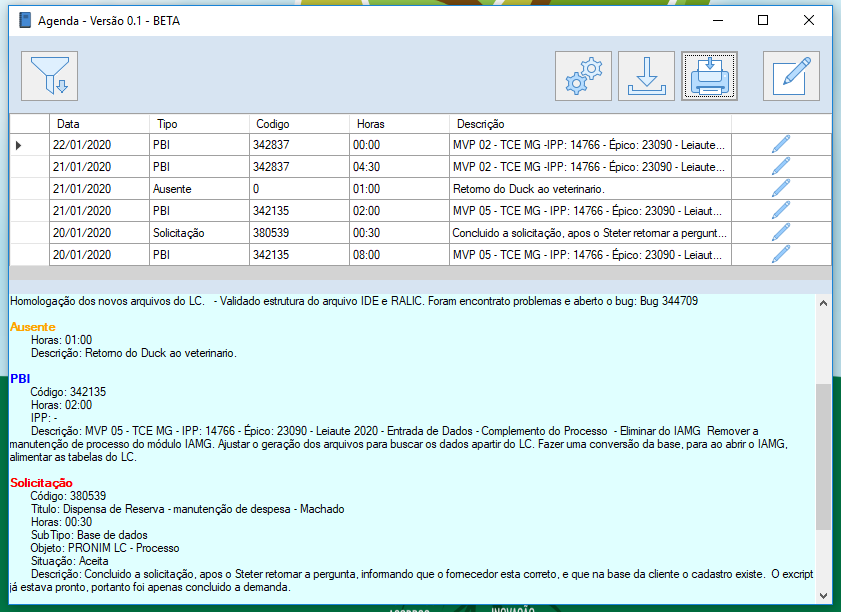 Agenda - Versão 0.1 - BETA
Data Tipo Codigo Horas Descrição
22/01/2020 PBI 342837 00:00 MVP 02 - TCE MG -IPP: 14766 - Épico: 23090 - Leiaute...
21/01/2020 PBI 342837 04:30 MVP 02 - TCE MG -IPP: 14766 - Épico: 23090 - Leiaute...
21/01/2020 Ausente 0 01:00 Retorno do Duck ao veterinario.
21/01/2020 PBI 342135 02:00 MVP 05 - TCE MG - IPP: 14766 - Épico: 23090 - Leiaut...
20/01/2020 Solicitação 380539 00:30 Concluido a solicitação, apos o Steter retornar a pergunt...
20/01/2020 PBI 342135 08:00 MVP 05 - TCE MG - IPP: 14766 - Épico: 23090 - Leiaut...
Homologação dos novos arquivos do LC. - Validado estrutura do arquivo IDE e RALIC. Foram encontrato problemas e aberto o bug: Bug 344709
Ausente
Horas: 01:00
Descrição: Retorno do Duck ao veterinario.
PBI
Código: 342135
Horas: 02:00
IPP: -
Descrição: MVP 05 - TCE MG - IPP: 14766 - Épico: 23090 - Leiaute 2020 - Entrada de Dados - Complemento do Processo - Eliminar do IAMG Remover a
manutenção de processo do módulo IAMG. Ajustar o geração dos arquivos para buscar os dados apartir do LC. Fazer uma conversão da base, para ao abrir o IAMG,
alimentar as tabelas do LC.
Solicitação
Código: 380539
Titulo: Dispensa de Reserva - manutenção de despesa - Machado
Horas: 00:30
SubTipo: Base de dados
Objeto: PRONIM LC - Processo
Situação: Aceita
Descrição: Concluido a solicitação, apos o Steter retornar a pergunta, informando que o fornecedor esta correto, e que na base da cliente o cadastro existe. O excript
já estava pronto, portanto foi apenas concluido a demanda.